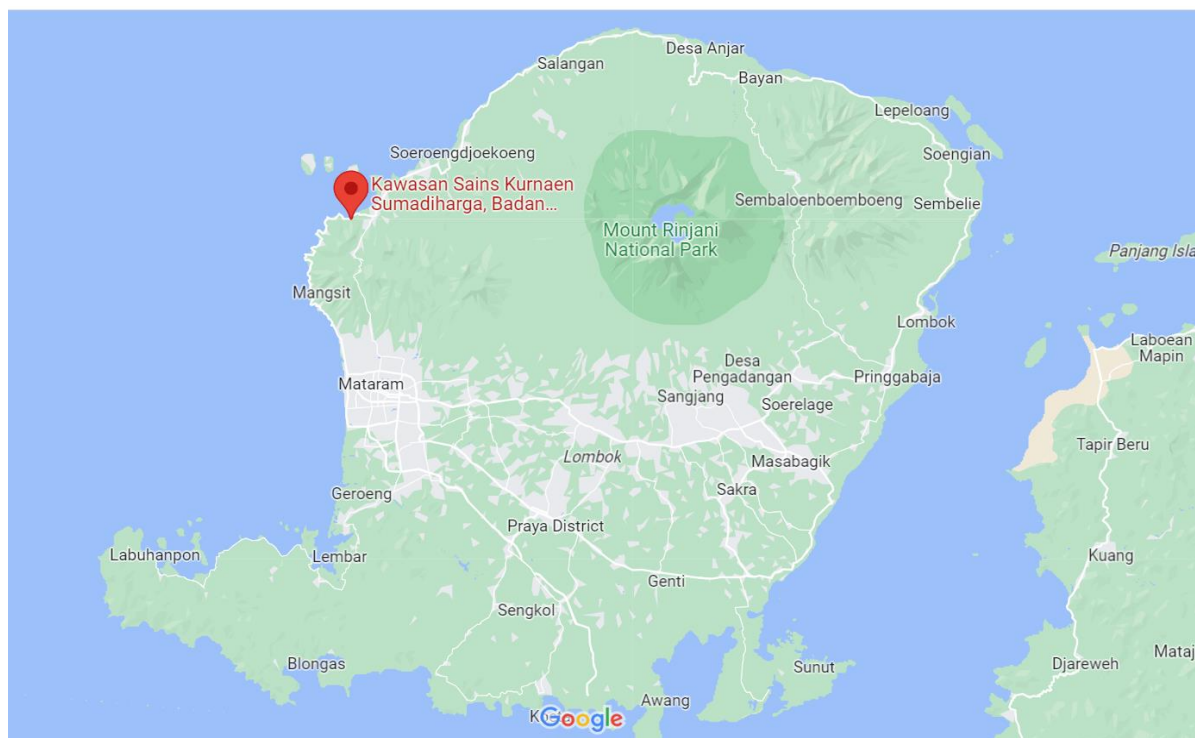 Desa Anjar
Salangan
Bayan
Lepeloang
Soeroengdjoekoeng
Soengian
Kawasan Sains Kurnaen
Sumadiharga, Badan...
Sembaloenboemboeng
Sembelie
Mount Rinjani
National Park
Panjang Isla
Mangsit
Lombok
Laboean
Mapin
Desa
Pengadangan
Pringgabaja
Mataram
Sangjang
Soerelage
Tapir Beru
Lombok
Masabagik
Geroeng
Sakra
Praya District
Labuhanpon
Lembar
Kuang
Genti
Sengkol
Blongas
Sunut
Djareweh
Mataj
Awang
Google